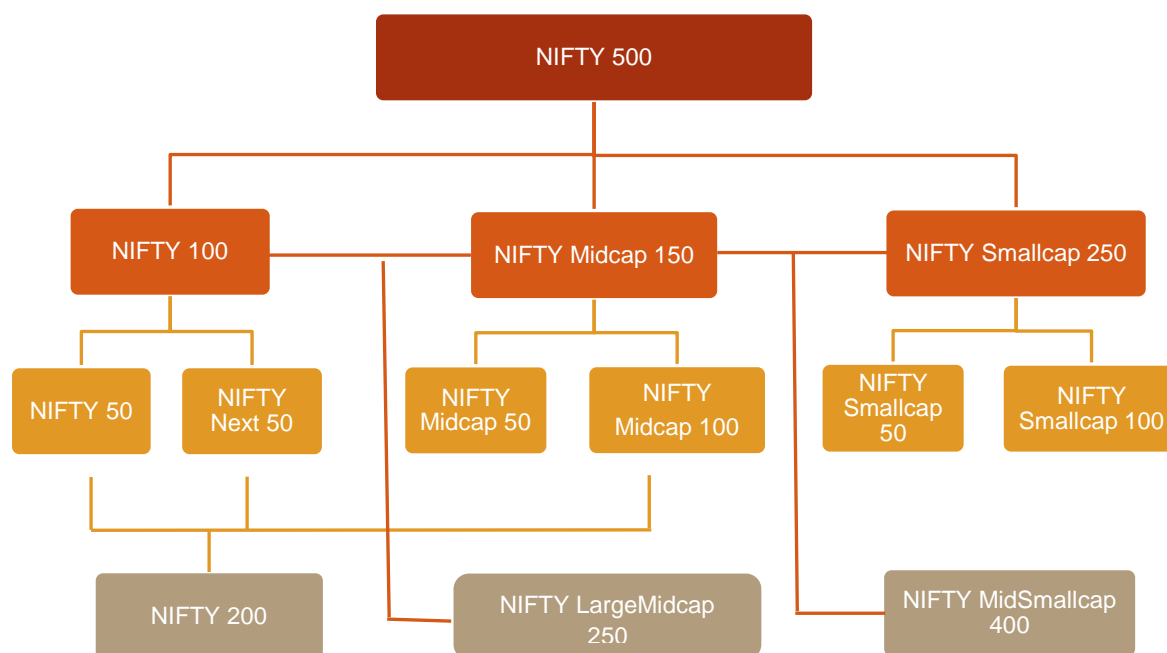 NIFTY 500
NIFTY 100
NIFTY Midcap 150
NIFTY Smallcap 250
NIFTY 50
NIFTY
Next 50
NIFTY
Midcap 50
NIFTY
Midcap 100
NIFTY
Smallcap
50
NIFTY
Smallcap 100
NIFTY 200
NIFTY LargeMidcap
250
NIFTY MidSmallcap
400